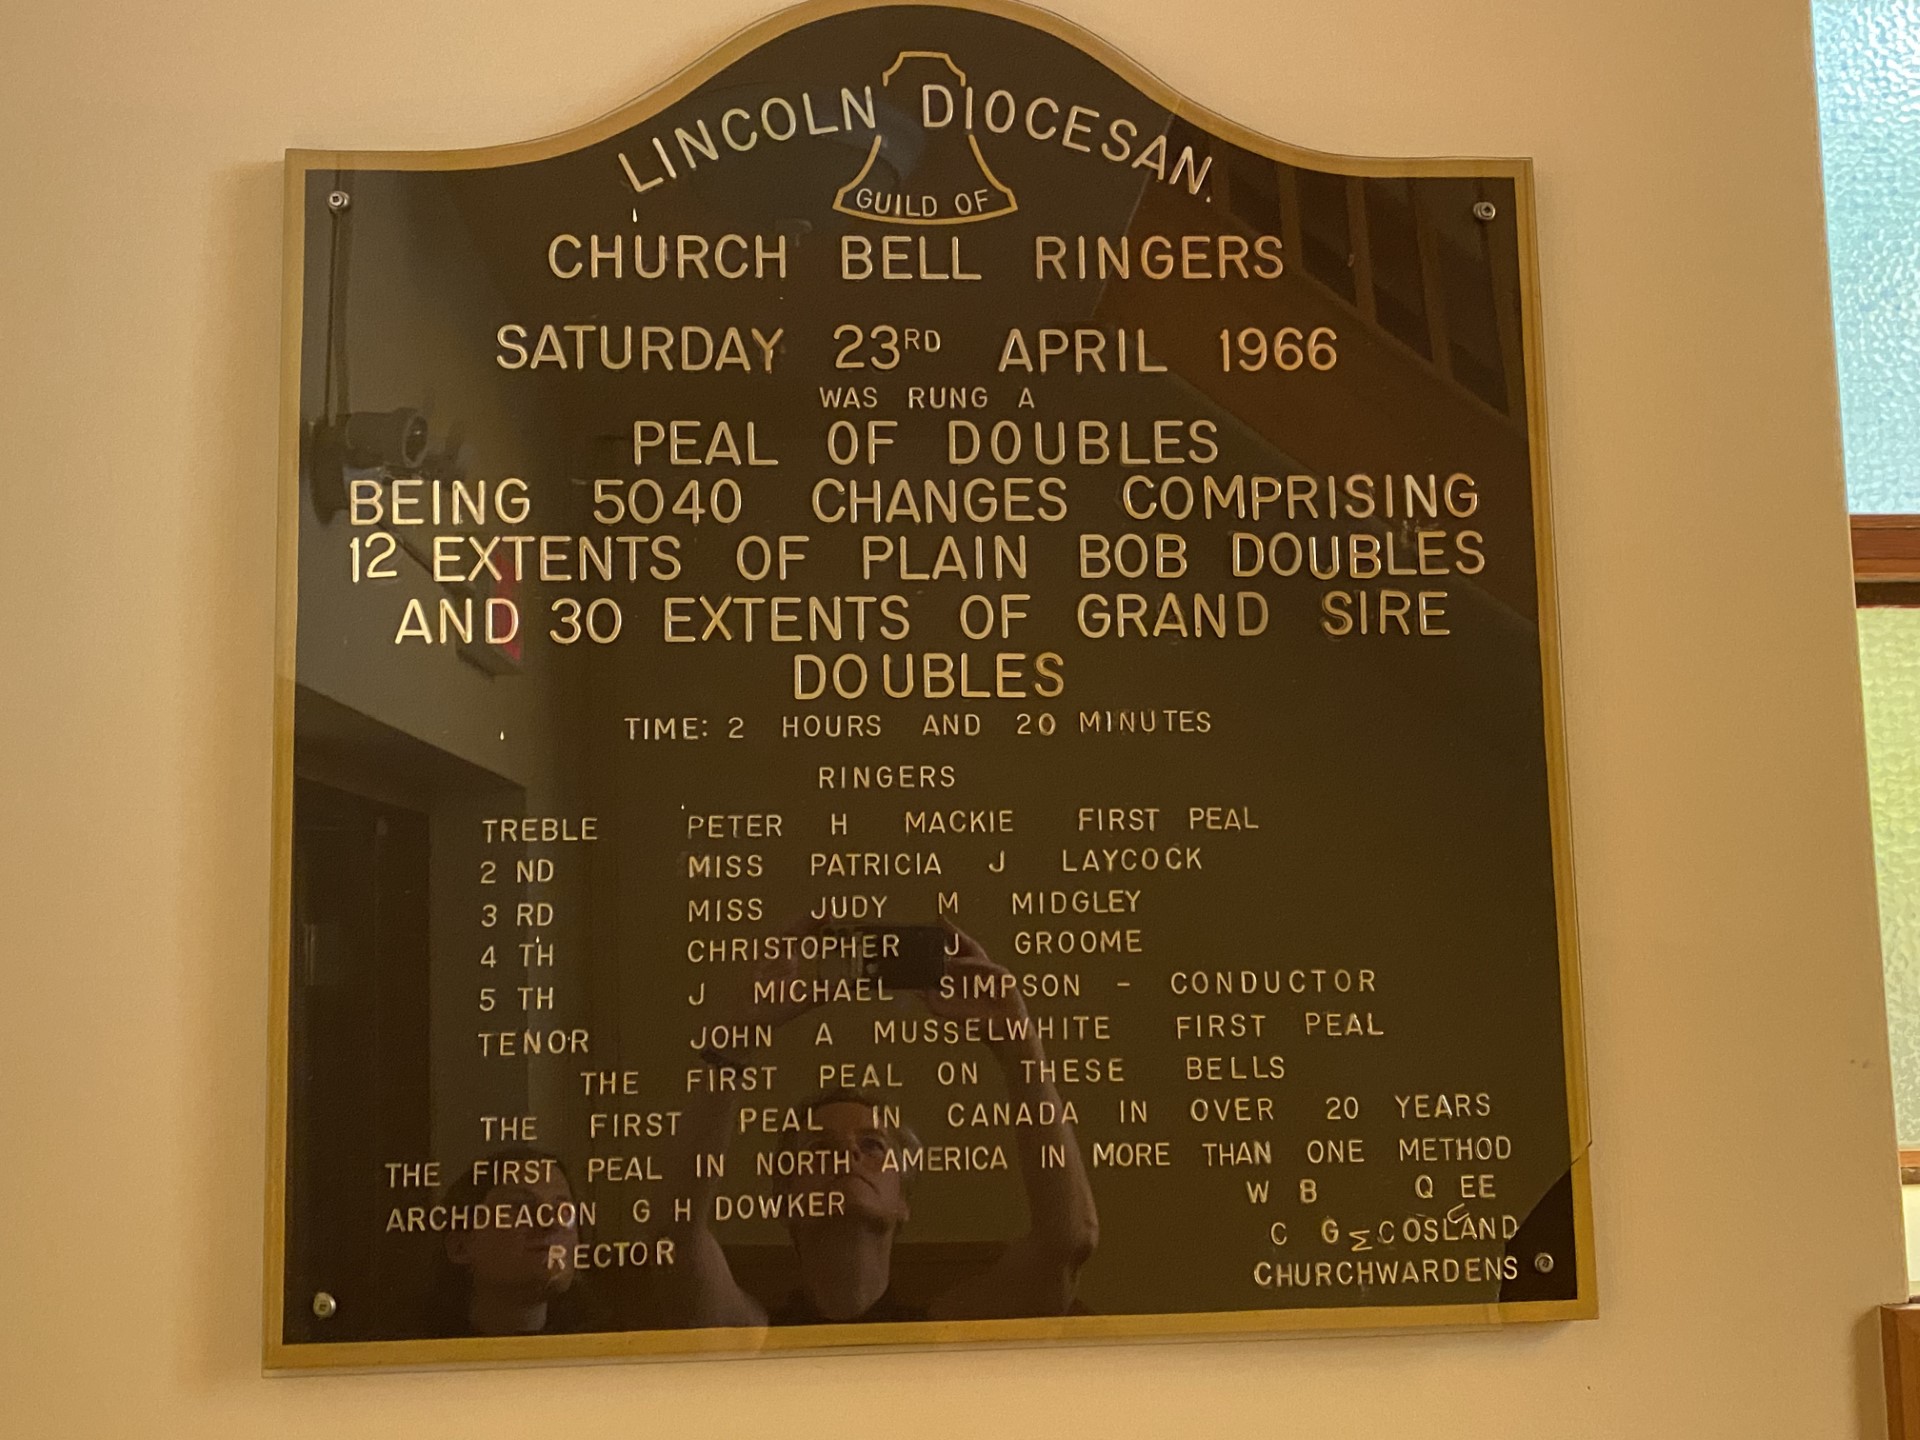 LINCOLN DIOCESAN
GUILD OF
CHURCH BELL RINGERS
SATURDAY 23RD APRIL 1966
WAS RUNG A
PEAL OF DOUBLES
BEING 5040 CHANGES COMPRISING
12 EXTENTS OF PLAIN BOB DOUBLES
AND 30 EXTENTS OF GRAND SIRE
DOUBLES
TIME: 2 HOURS AND 20 MINUTES
RINGERS
TREBLE PETER H MACKIE FIRST PEAL
2 ND MISS PATRICIA J LAYCOCK
3 RD MISS JUDY M MIDGLEY
4 TH CHRISTOPHER J GROOME
5 TH J MICHAEL SIMPSON - CONDUCTOR
TENOR JOHN A MUSSELWHITE FIRST PEAL
THE FIRST PEAL ON THESE BELLS
THE FIRST PEAL IN CANADA IN OVER 20 YEARS
THE FIRST PEAL IN NORTH AMERICA IN MORE THAN ONE METHOD
ARCHDEACON G H DOWKER
RECTOR
W B
C G
CHURCHWARDENS